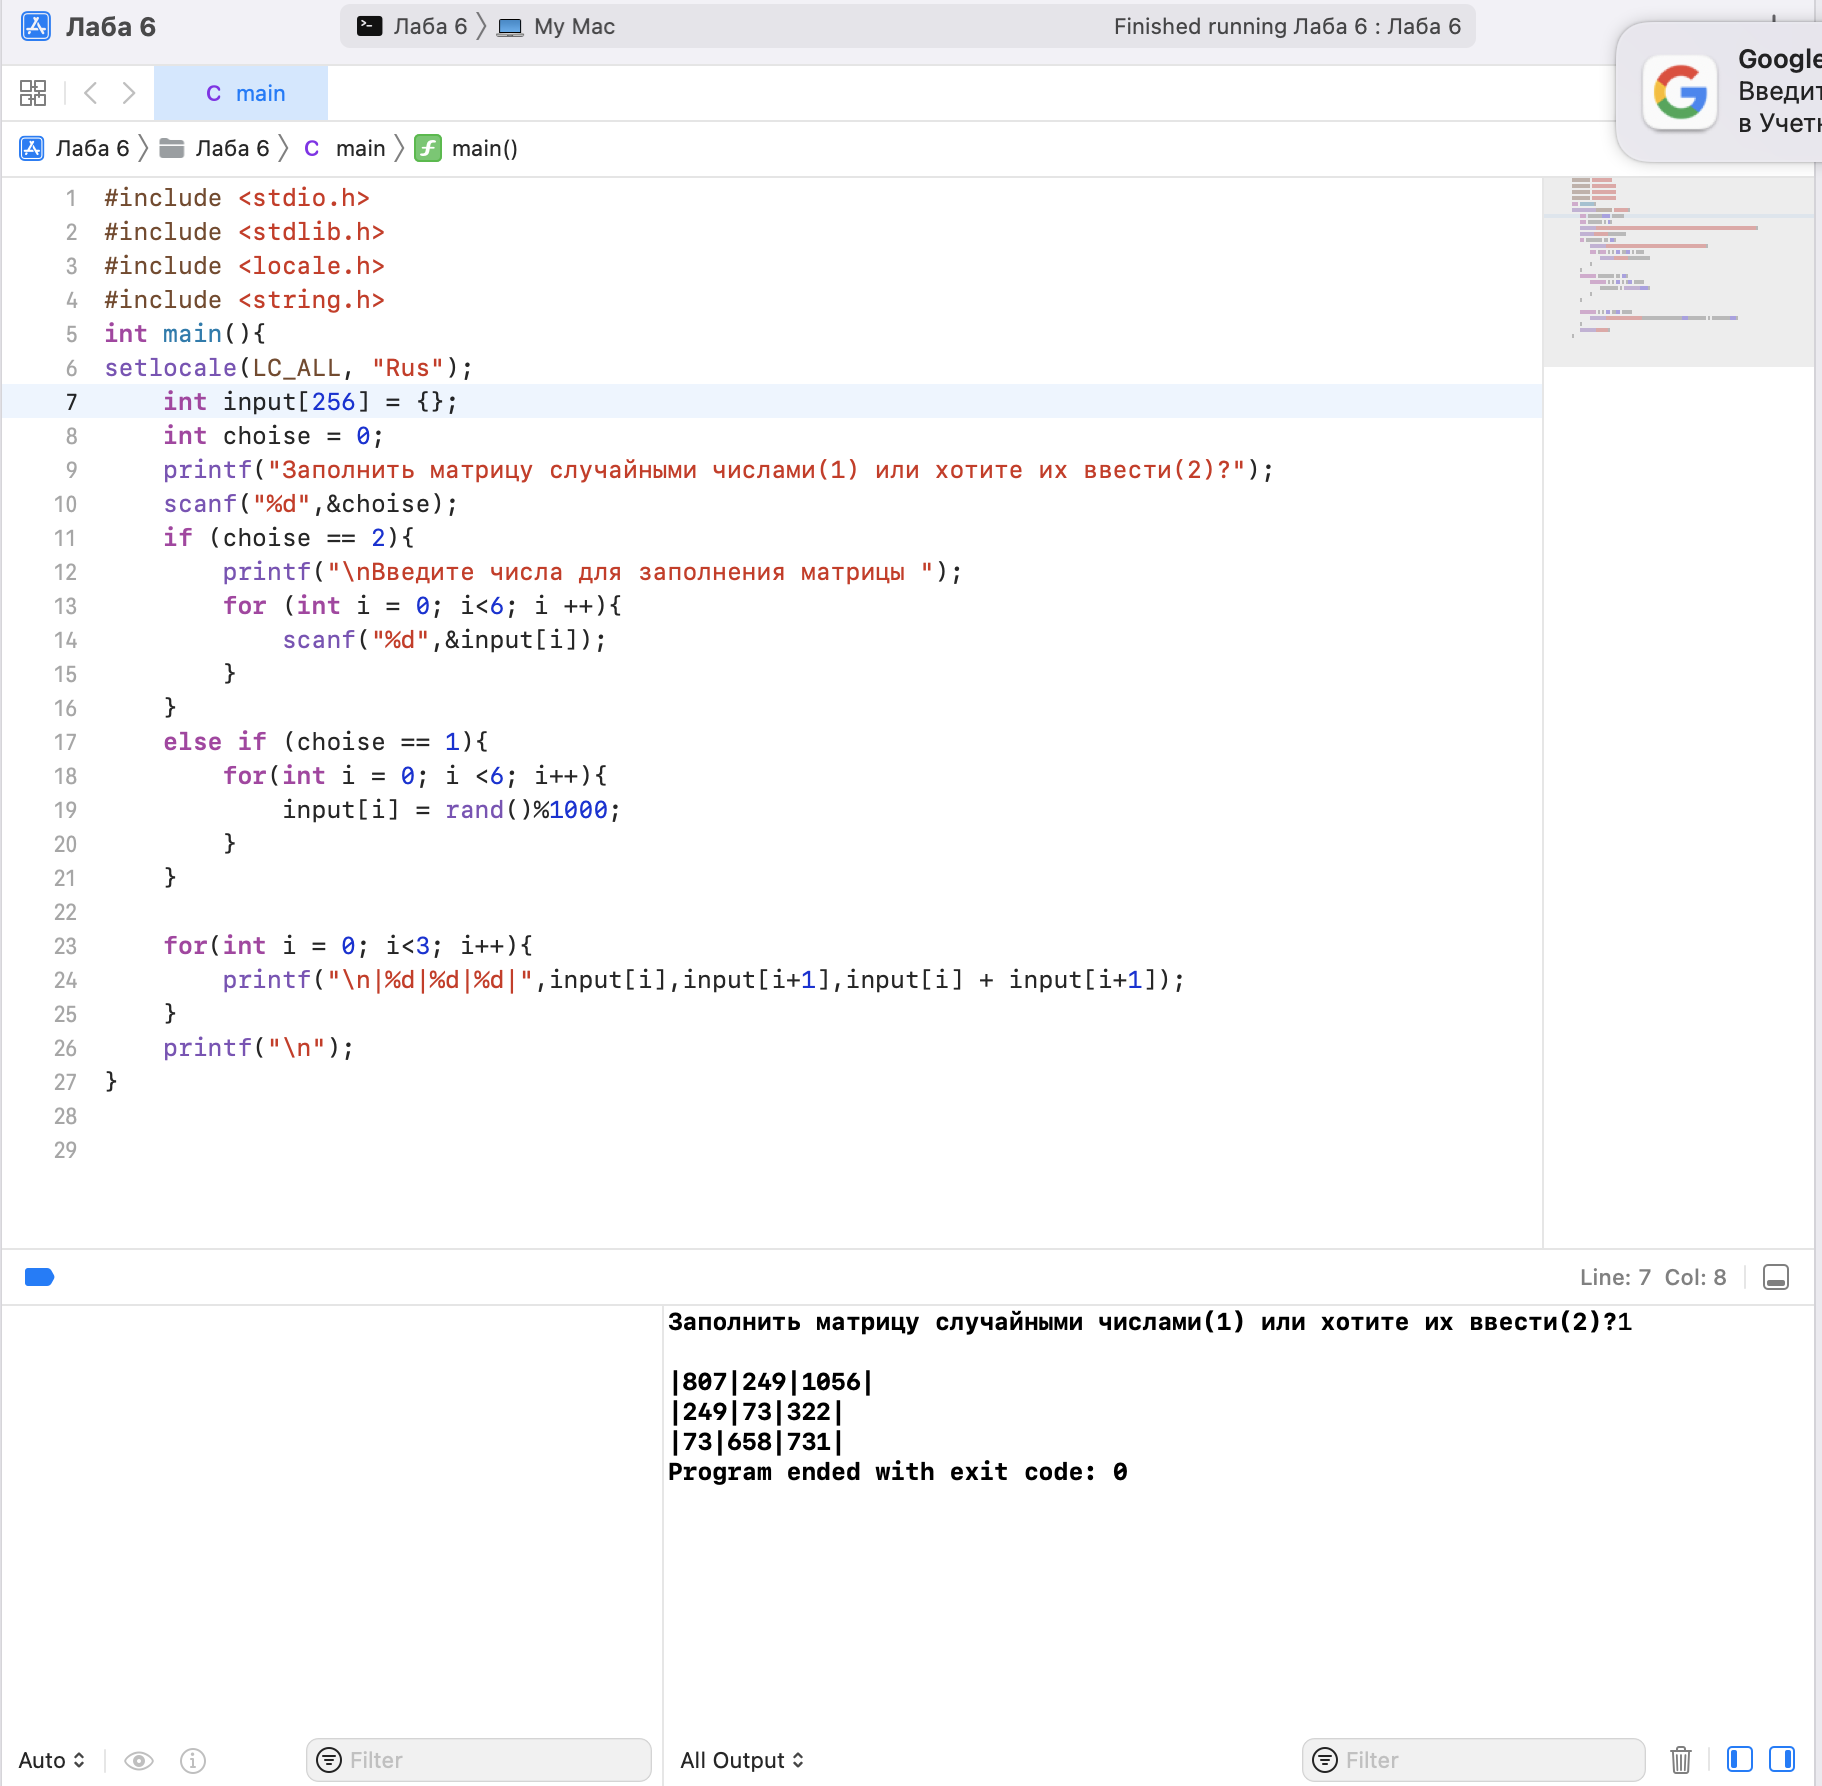 Лаба 6
Лаба 6 My Mac Finished running Лаба 6 : Лаба 6
Google
Введит
в Учет
C main
Лаба 6 Лаба 6 C main f main()
1 #include <stdio.h>
2 #include <stdlib.h>
3 #include <locale.h>
4 #include <string.h>
5 int main(){
6 setlocale(LC_ALL, "Rus");
7 int input[256] = {};
8 int choise = 0;
9 printf("Заполнить матрицу случайными числами(1) или хотите их ввести(2)?");
10 scanf("%d",&choise);
11 if (choise == 2){
12 printf("\nВведите числа для заполнения матрицы ");
13 for (int i = 0; i<6; i ++){
14 scanf("%d",&input[i]);
15 }
16 }
17 else if (choise == 1){
18 for(int i = 0; i <6; i++){
19 input[i] = rand()%1000;
20 }
21 }
22
23 for(int i = 0; i<3; i++){
24 printf("\n|%d|%d|%d|",input[i],input[i+1],input[i] + input[i+1]);
25 }
26 printf("\n");
27 }
28
29
Line: 7 Col: 8
Заполнить матрицу случайными числами(1) или хотите их ввести(2)?1
|807|249|1056|
|249|73|322|
|73|658|731|
Program ended with exit code: 0
Auto Filter All Output Filter